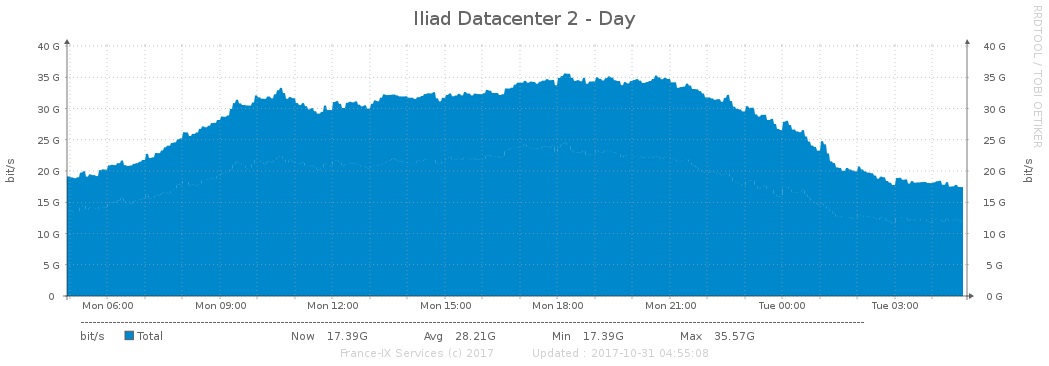 Iliad Datacenter 2 - Day
RRDTOOL / TOBI OETIKER
40 G 40 G
35 G 35 G
30 G 30 G
25 G 25 G
20 G 20 G
15 G 15 G
10 G 10 G
5 G 5 G
0 0 G
bit/s bit/s
Mon 06:00 Mon 09:00 Mon 12:00 Mon 15:00 Mon 18:00 Mon 21:00 Tue 00:00 Tue 03:00
bit/s Total Now 17.39G Avg 28.21G Min 17.39G Max 35.57G
France-IX Services (c) 2017 Updated : 2017-10-31 04:55:08